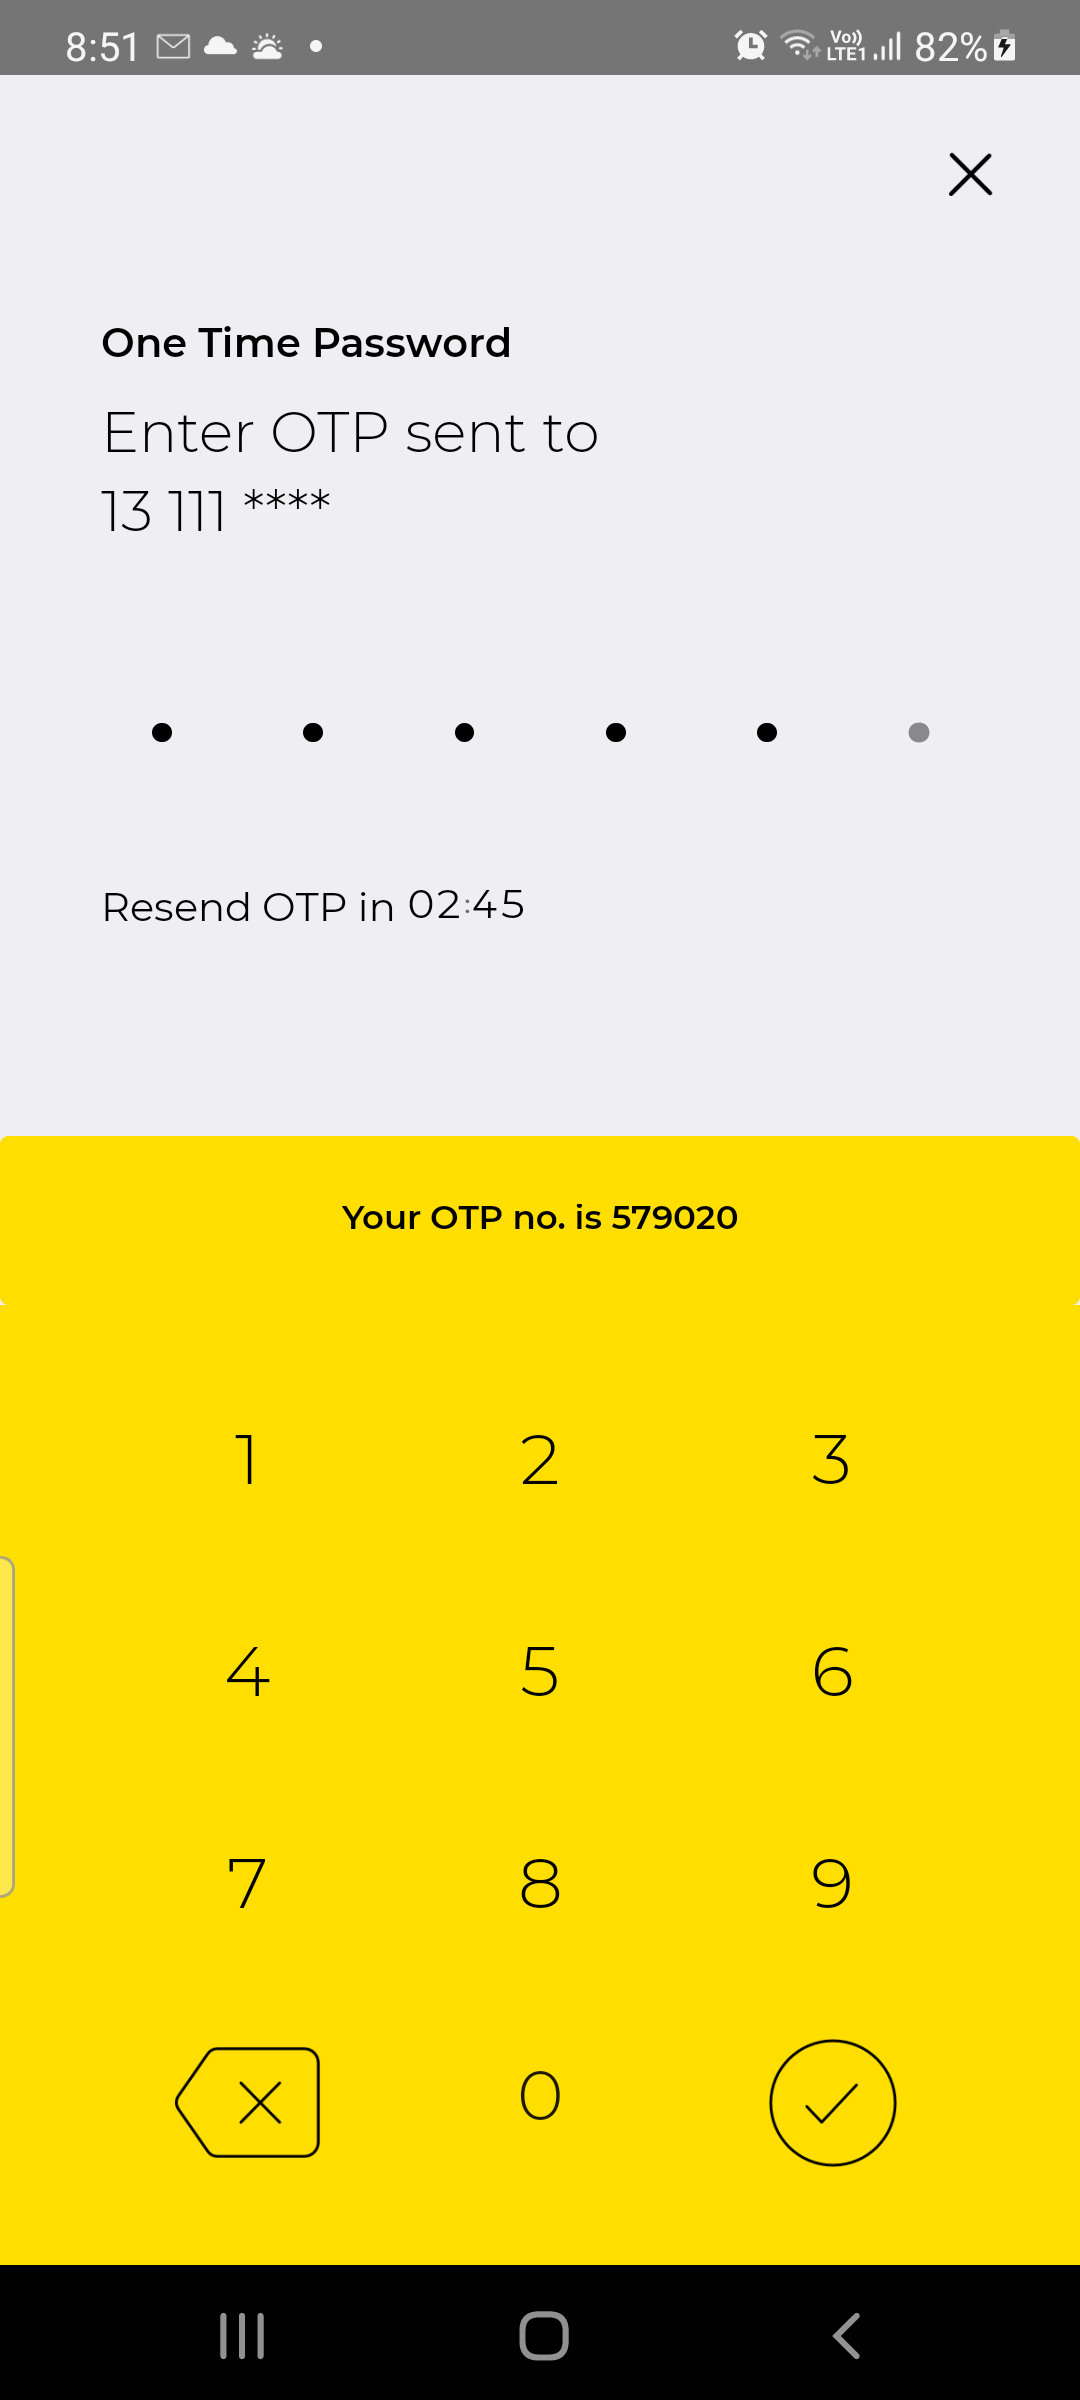 8:51
Vo)) LTE1 82%
One Time Password
Enter OTP sent to
13 111 ****
Resend OTP in 02:45
Your OTP no. is 579020
1 2 3
4 5 6
7 8 9
0